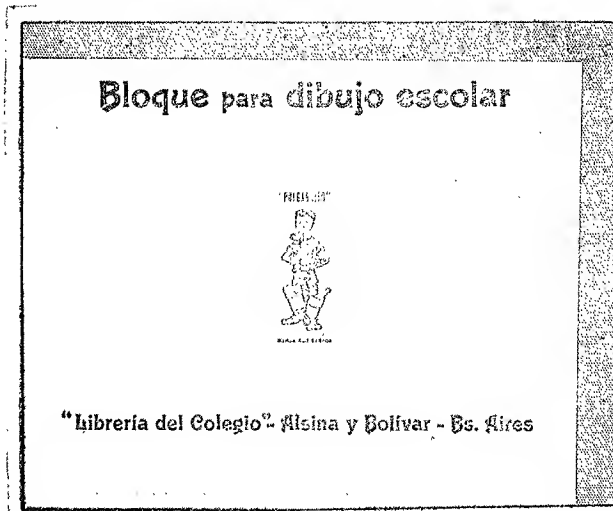 Bloque para dibujo escolar
"Librería del Colegio"- Alsina y Bolívar - Bs. Aires